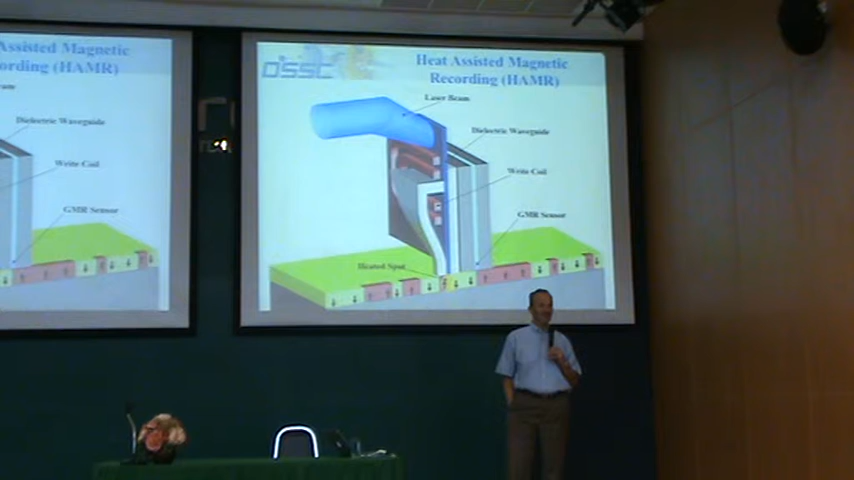 Assisted Magnetic
ording (HAMR)
Dielectric Waveguide
Write Coil
GMR Sensor
Heat Assisted Magnetic
Recording (HAMR)
Laser Beam
Dielectric Waveguide
Write Coil
GMR Sensor
Heated Spot